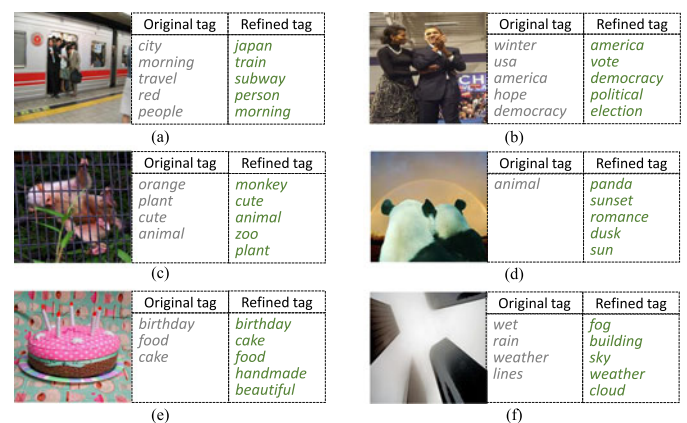 Original tag Refined tag
city japan
morning train
travel subway
red person
people morning
(a)
Original tag Refined tag
winter america
usa vote
america democracy
hope political
democracy election
CH
(b)
Original tag Refined tag
orange monkey
plant cute
cute animal
animal zoo
plant
(c)
Original tag Refined tag
animal panda
sunset
romance
dusk
sun
(d)
Original tag Refined tag
birthday birthday
food cake
cake food
handmade
beautiful
(e)
Original tag Refined tag
wet fog
rain building
weather sky
lines weather
cloud
(f)